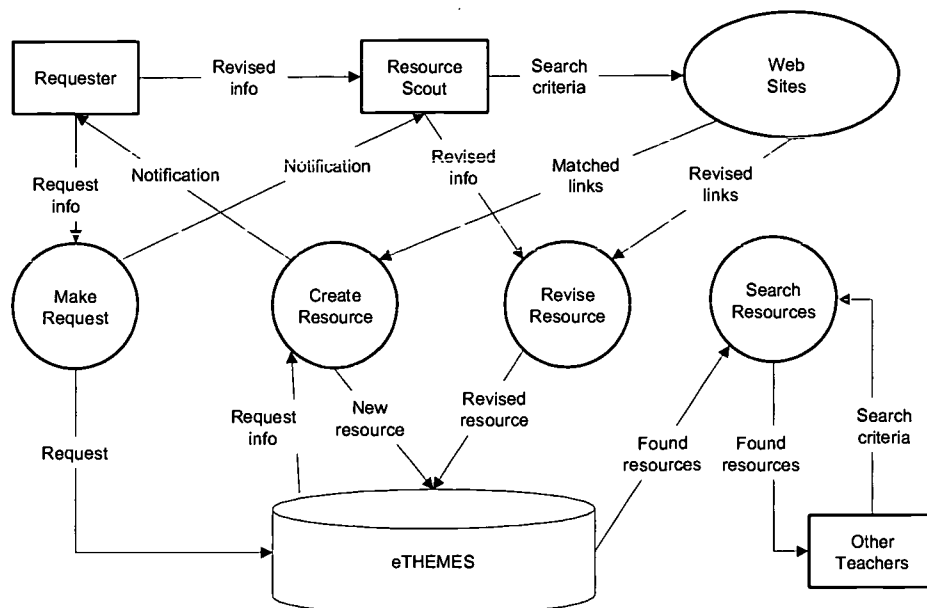 Requester
Revised
info
Resource
Scout
Search
criteria
Web
Sites
Request
info
Notification
Notification
Revised
info
Matched
links
Revised
links
Make
Request
Create
Resource
Revise
Resource
Search
Resources
Request
Request
info
New
resource
Revised
resource
Found
resources
Found
resources
Search
criteria
eTHEMES
Other
Teachers